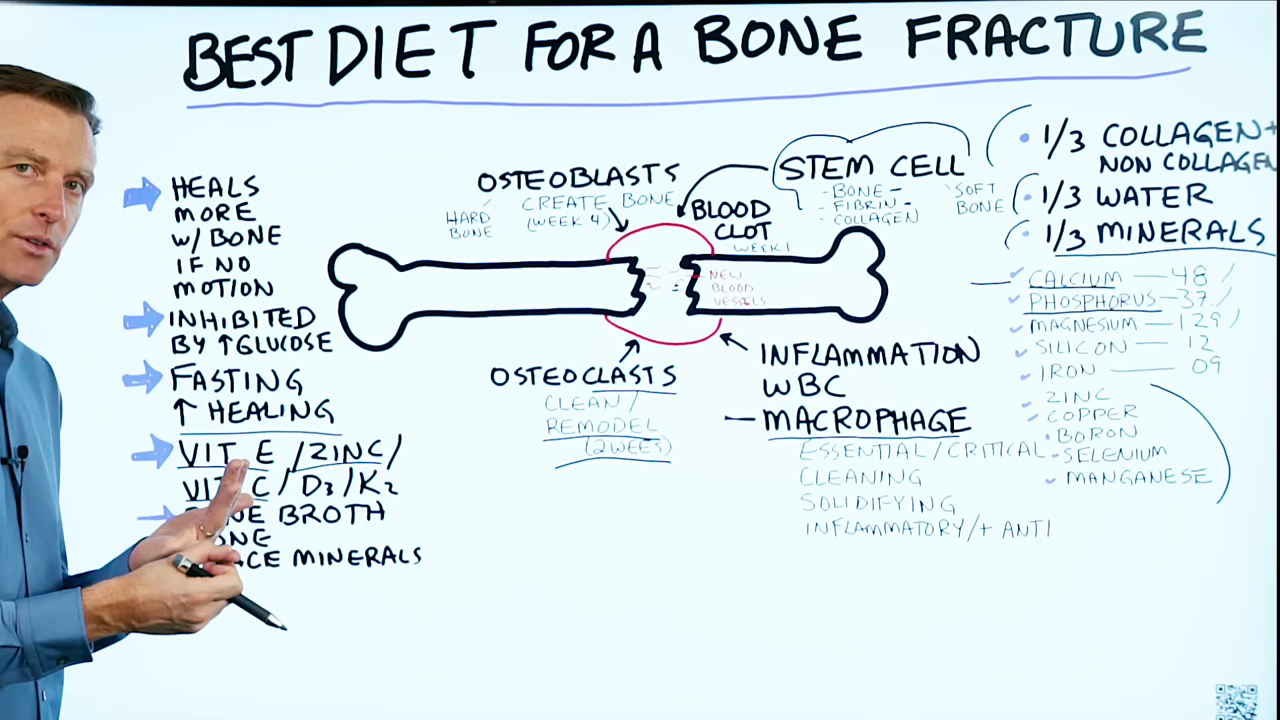 BEST DIET FOR A BONE FRACTURE
HEALS
MORE
W/ BONE
IF NO
MOTION
INHIBITED
BY ↑ GLUCOSE
FASTING
↑ HEALING
VIT E / ZINC /
VIT C / D3 / K2
BONE BROTH
MINERALS
OSTEOBLASTS
CREATE BONE
(WEEK 4)
HARD
BONE
STEM CELL
- BONE -
- FIBRIN -
- COLLAGEN
SOFT
BONE
BLOOD
CLOT
WEEK 1
NEW
BLOOD
VESSELS
OSTEOCLASTS
CLEAN /
REMODEL
(2 WEES)
INFLAMMATION
WBC
— MACROPHAGE
ESSENTIAL / CRITICAL
CLEANING
SOLIDIFYING
INFLAMMATORY / + ANTI
• 1/3 COLLAGEN +
NON COLLAGEN
• 1/3 WATER
• 1/3 MINERALS
CALCIUM — 48 /
PHOSPHORUS — 37 /
MAGNESIUM — 129 /
SILICON — 12
IRON — 09
ZINC
COPPER
BORON
SELENIUM
MANGANESE